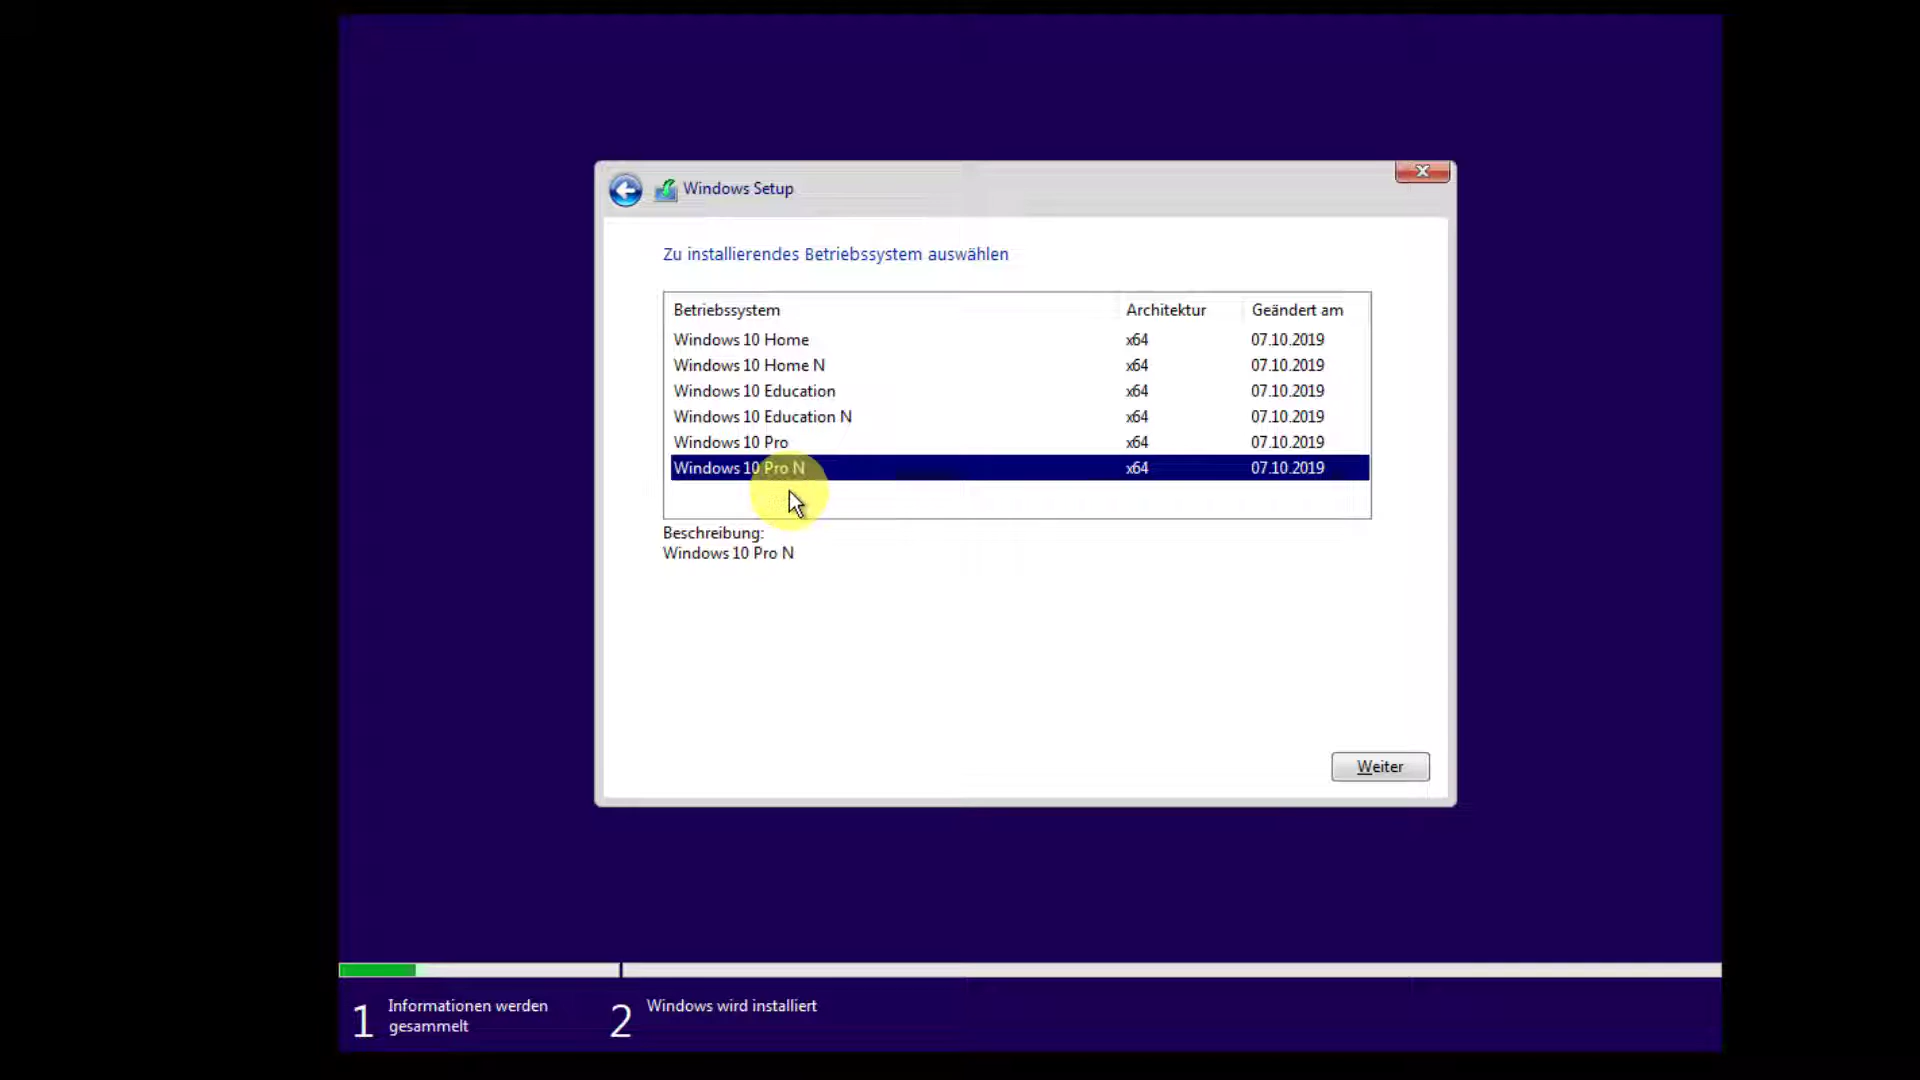 Windows Setup
Zu installierendes Betriebssystem auswählen
Betriebssystem Architektur Geändert am
Windows 10 Home x64 07.10.2019
Windows 10 Home N x64 07.10.2019
Windows 10 Education x64 07.10.2019
Windows 10 Education N x64 07.10.2019
Windows 10 Pro x64 07.10.2019
Windows 10 Pro N x64 07.10.2019
Beschreibung:
Windows 10 Pro N
Weiter
1 Informationen werden
gesammelt
2 Windows wird installiert